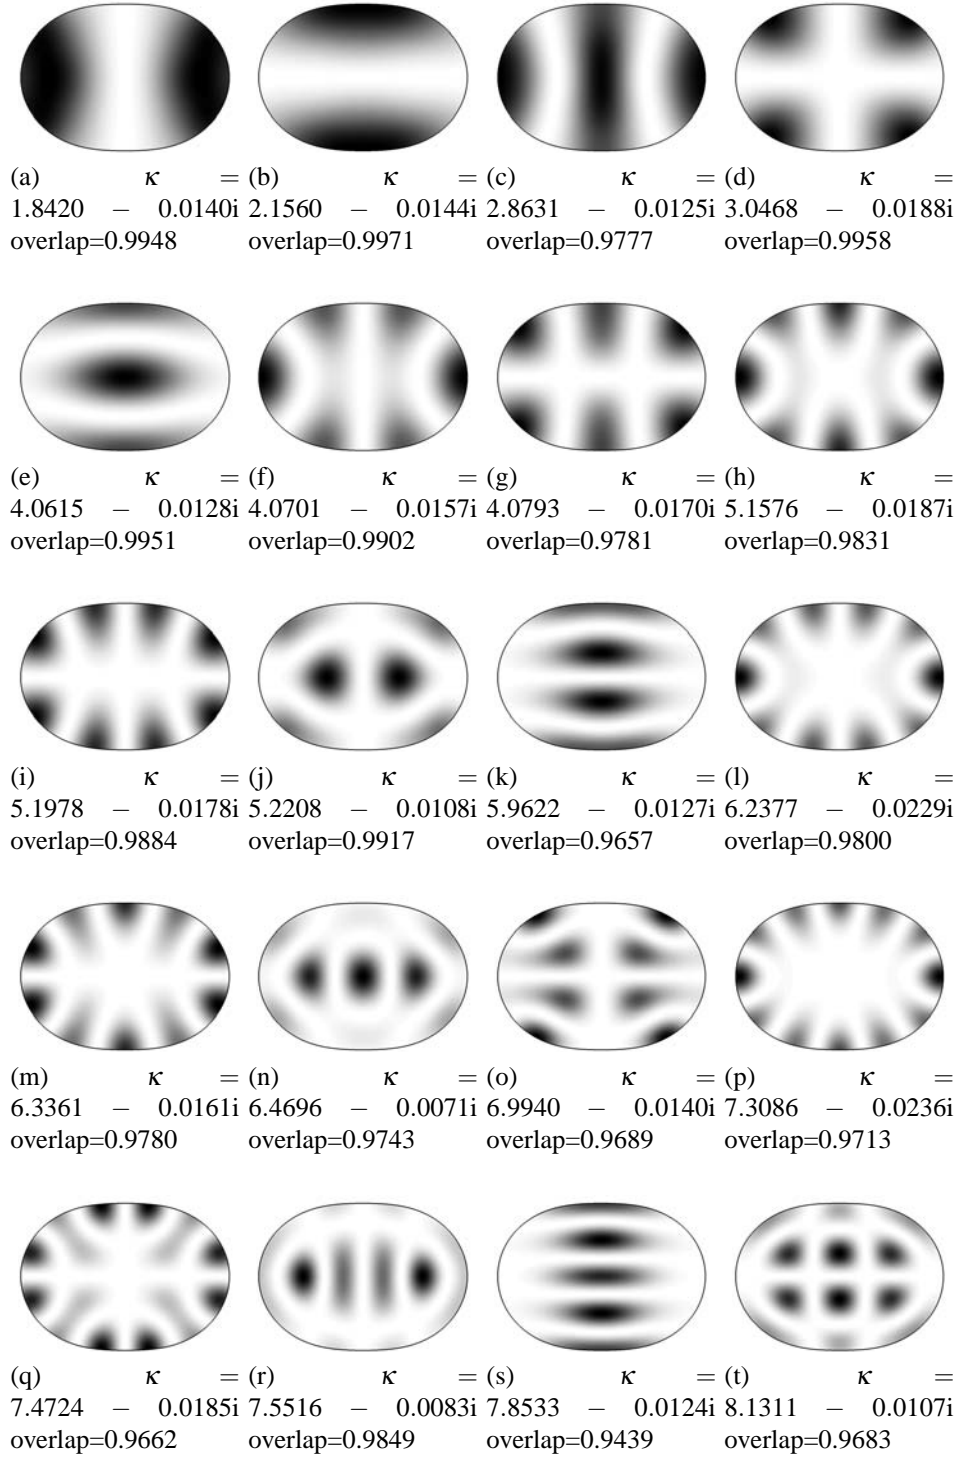 (a) κ = (b) κ = (c) κ = (d) κ =
1.8420 − 0.0140i 2.1560 − 0.0144i 2.8631 − 0.0125i 3.0468 − 0.0188i
overlap=0.9948 overlap=0.9971 overlap=0.9777 overlap=0.9958
(e) κ = (f) κ = (g) κ = (h) κ =
4.0615 − 0.0128i 4.0701 − 0.0157i 4.0793 − 0.0170i 5.1576 − 0.0187i
overlap=0.9951 overlap=0.9902 overlap=0.9781 overlap=0.9831
(i) κ = (j) κ = (k) κ = (l) κ =
5.1978 − 0.0178i 5.2208 − 0.0108i 5.9622 − 0.0127i 6.2377 − 0.0229i
overlap=0.9884 overlap=0.9917 overlap=0.9657 overlap=0.9800
(m) κ = (n) κ = (o) κ = (p) κ =
6.3361 − 0.0161i 6.4696 − 0.0071i 6.9940 − 0.0140i 7.3086 − 0.0236i
overlap=0.9780 overlap=0.9743 overlap=0.9689 overlap=0.9713
(q) κ = (r) κ = (s) κ = (t) κ =
7.4724 − 0.0185i 7.5516 − 0.0083i 7.8533 − 0.0124i 8.1311 − 0.0107i
overlap=0.9662 overlap=0.9849 overlap=0.9439 overlap=0.9683